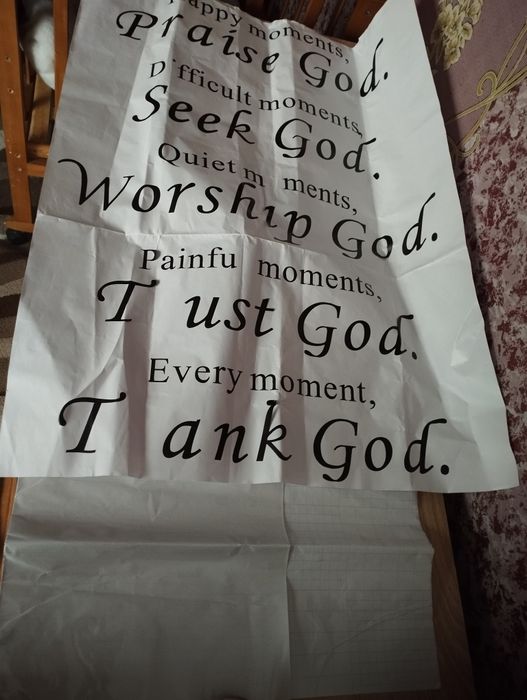 appy moments,
Praise God.
D fficult moments,
Seek God.
Quiet m ments,
Worship God.
Painfu moments,
T ust God.
Every moment,
T ank God.